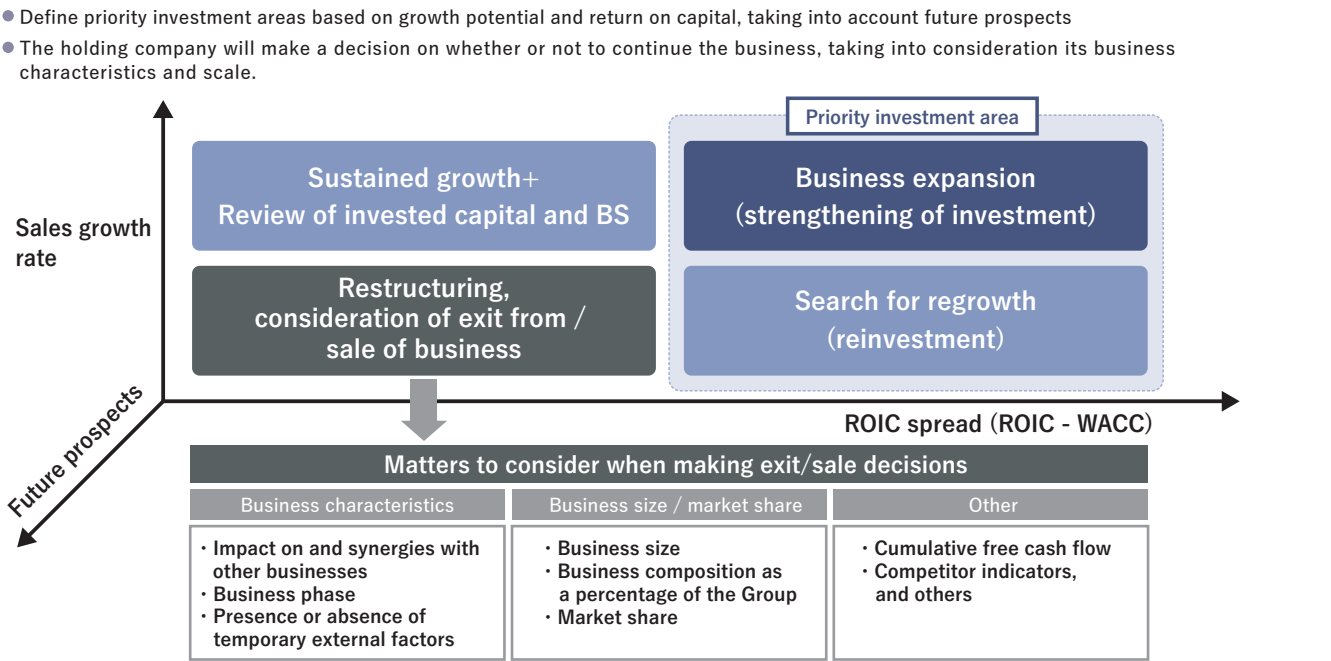 ● Define priority investment areas based on growth potential and return on capital, taking into account future prospects
● The holding company will make a decision on whether or not to continue the business, taking into consideration its business
characteristics and scale.
Priority investment area
Sustained growth+
Review of invested capital and BS
Business expansion
(strengthening of investment)
Sales growth
rate
Restructuring,
consideration of exit from /
sale of business
Search for regrowth
(reinvestment)
Future prospects
ROIC spread (ROIC - WACC)
Matters to consider when making exit/sale decisions
Business characteristics
・Impact on and synergies with
other businesses
・Business phase
・Presence or absence of
temporary external factors
Business size / market share
・Business size
・Business composition as
a percentage of the Group
・Market share
Other
・Cumulative free cash flow
・Competitor indicators,
and others